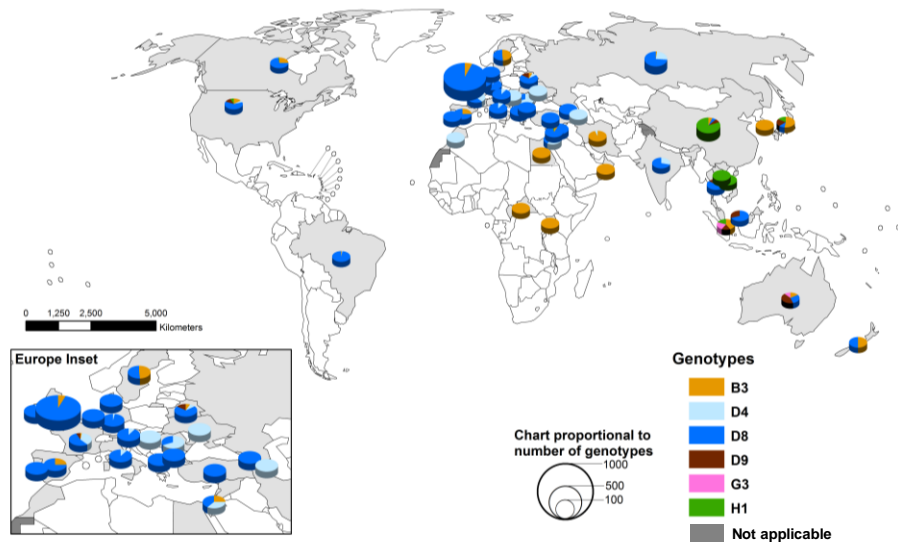 0 1,250 2,500 5,000
Kilometers
Europe Inset
Chart proportional to
number of genotypes
1000
500
100
Genotypes
B3
D4
D8
D9
G3
H1
Not applicable